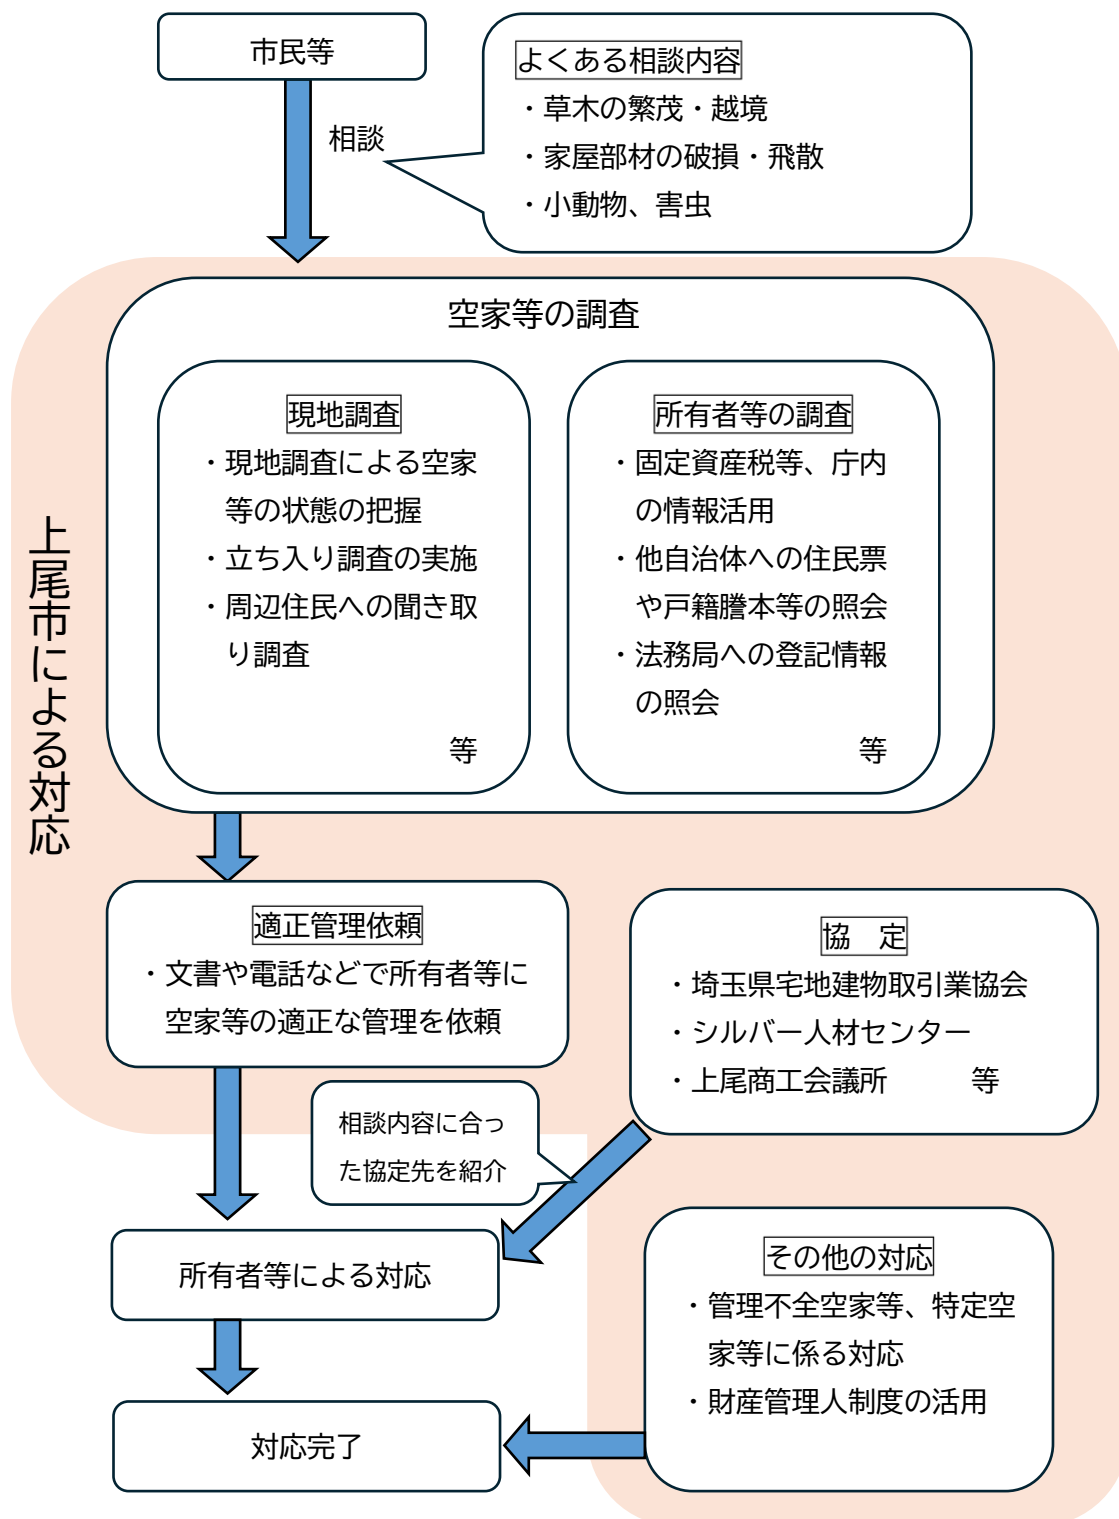 市民等
相談
よくある相談内容
・草木の繁茂・越境
・家屋部材の破損・飛散
・小動物、害虫
上尾市による対応
空家等の調査
現地調査
・現地調査による空家
等の状態の把握
・立ち入り調査の実施
・周辺住民への聞き取
り調査
等
所有者等の調査
・固定資産税等、庁内
の情報活用
・他自治体への住民票
や戸籍謄本等の照会
・法務局への登記情報
の照会
等
適正管理依頼
・文書や電話などで所有者等に
空家等の適正な管理を依頼
協　定
・埼玉県宅地建物取引業協会
・シルバー人材センター
・上尾商工会議所　　　等
相談内容に合っ
た協定先を紹介
所有者等による対応
その他の対応
・管理不全空家等、特定空
家等に係る対応
・財産管理人制度の活用
対応完了